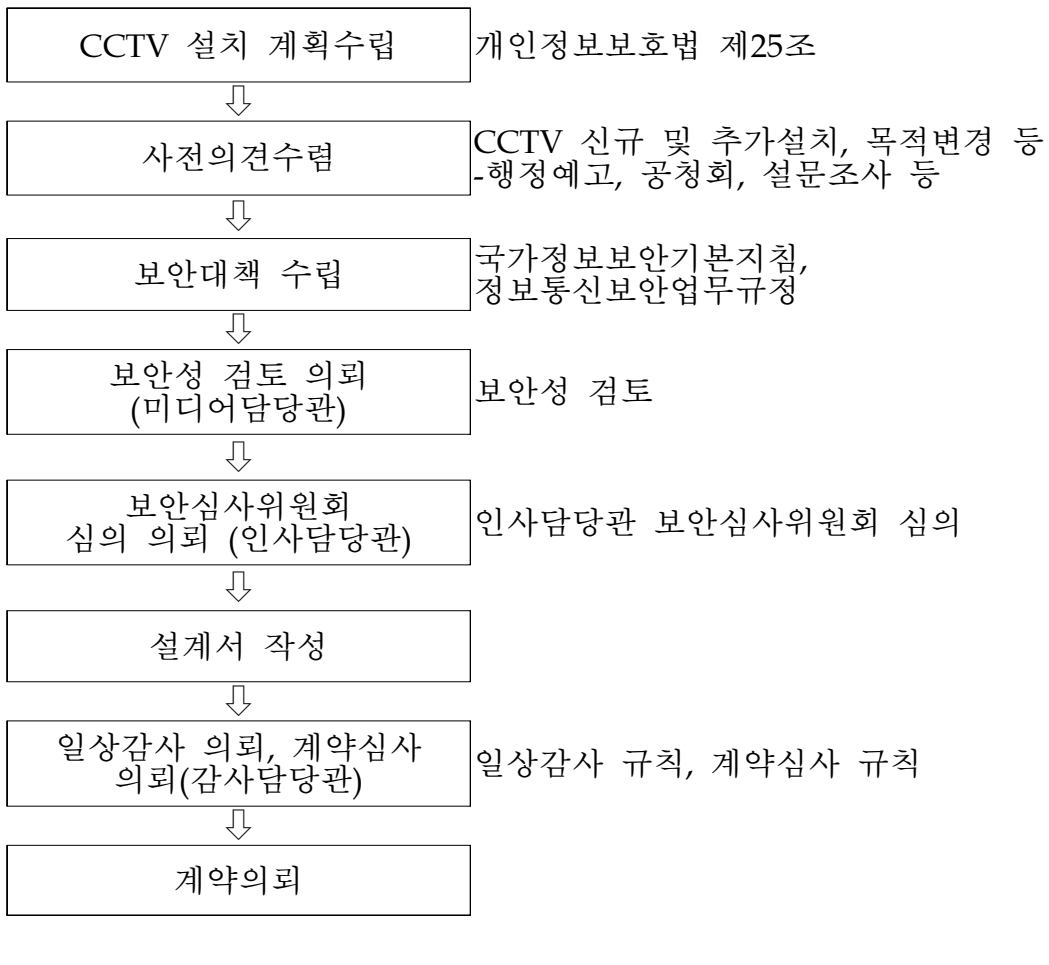 CCTV 설치 계획수립
개인정보보호법 제25조
사전의견수렴
CCTV 신규 및 추가설치, 목적변경 등
-행정예고, 공청회, 설문조사 등
보안대책 수립
국가정보보안기본지침,
정보통신보안업무규정
보안성 검토 의뢰
(미디어담당관)
보안성 검토
보안심사위원회
심의 의뢰 (인사담당관)
인사담당관 보안심사위원회 심의
설계서 작성
일상감사 의뢰, 계약심사
의뢰(감사담당관)
일상감사 규칙, 계약심사 규칙
계약의뢰